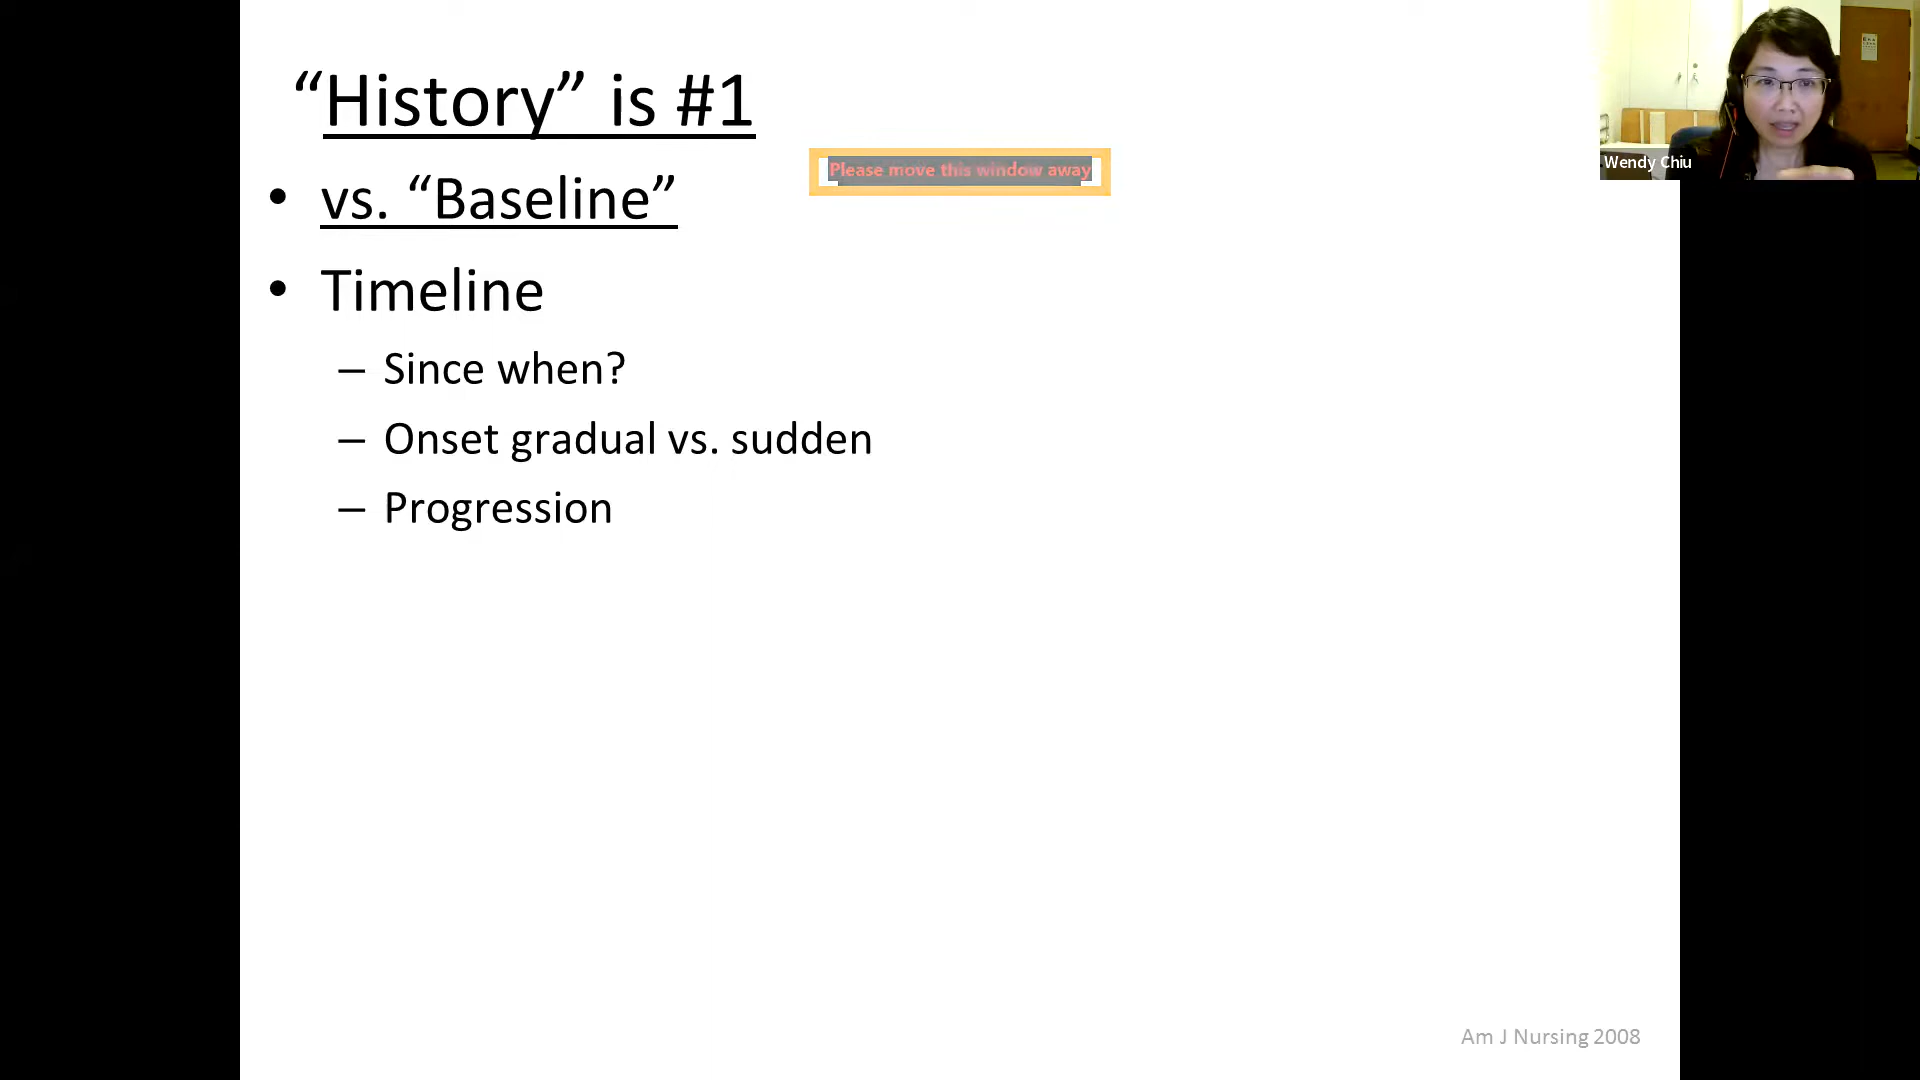 “History” is #1
• vs. “Baseline”
• Timeline
– Since when?
– Onset gradual vs. sudden
– Progression
Please move this window away
Wendy Chiu
Am J Nursing 2008